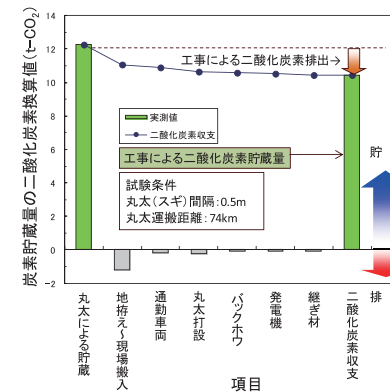 炭素貯蔵量の二酸化炭素換算値(t-CO₂)
14
12
10
8
6
4
2
0
−2
工事による二酸化炭素排出→
実測値
二酸化炭素収支
工事による二酸化炭素貯蔵量
試験条件
丸太(スギ)間隔:0.5m
丸太運搬距離:74km
貯
排
丸太による貯蔵
地拵え~現場搬入
通勤車両
丸太打設
バックホウ
発電機
継ぎ材
二酸化炭素収支
項目